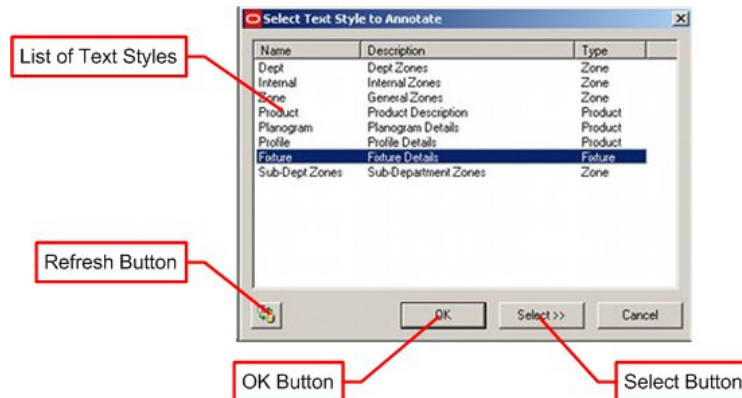 Select Text Style to Annotate
Name Description Type
List of Text Styles
Dept Dept Zones Zone
Internal Internal Zones Zone
Zone General Zones Zone
Product Product Description Product
Planogram Planogram Details Product
Profile Profile Details Product
Fixture Fixture Details Fixture
Sub-Dept Zones Sub-Department Zones Zone
Refresh Button
OK Select >> Cancel
OK Button Select Button